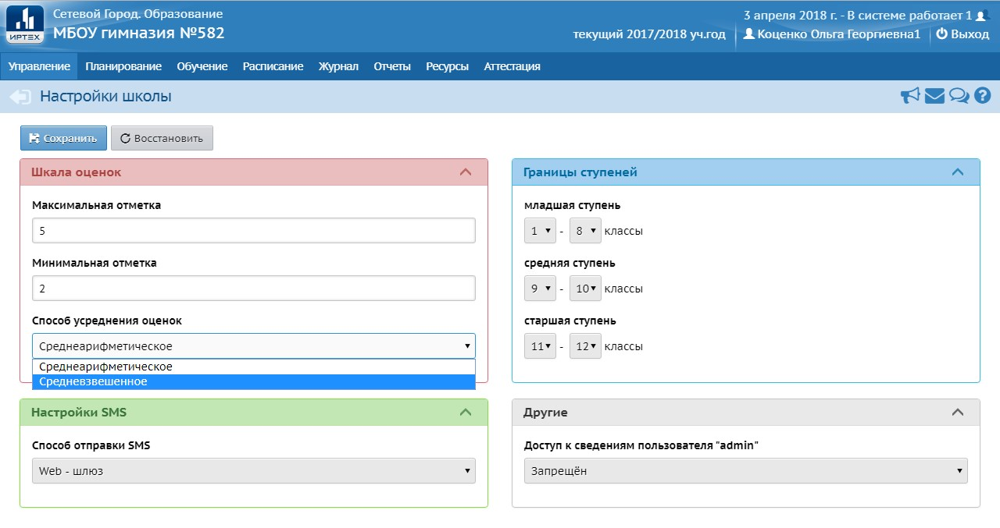 ИРТЕХ
Сетевой Город. Образование
МБОУ гимназия №582
3 апреля 2018 г. - В системе работает 1
текущий 2017/2018 уч.год
Коценко Ольга Георгиевна1
Выход
Управление Планирование Обучение Расписание Журнал Отчеты Ресурсы Аттестация
Настройки школы
Сохранить Восстановить
Шкала оценок
Максимальная отметка
5
Минимальная отметка
2
Способ усреднения оценок
Среднеарифметическое
Среднеарифметическое
Средневзвешенное
Границы ступеней
младшая ступень
1 - 8 классы
средняя ступень
9 - 10 классы
старшая ступень
11 - 12 классы
Настройки SMS
Способ отправки SMS
Web - шлюз
Другие
Доступ к сведениям пользователя "admin"
Запрещён